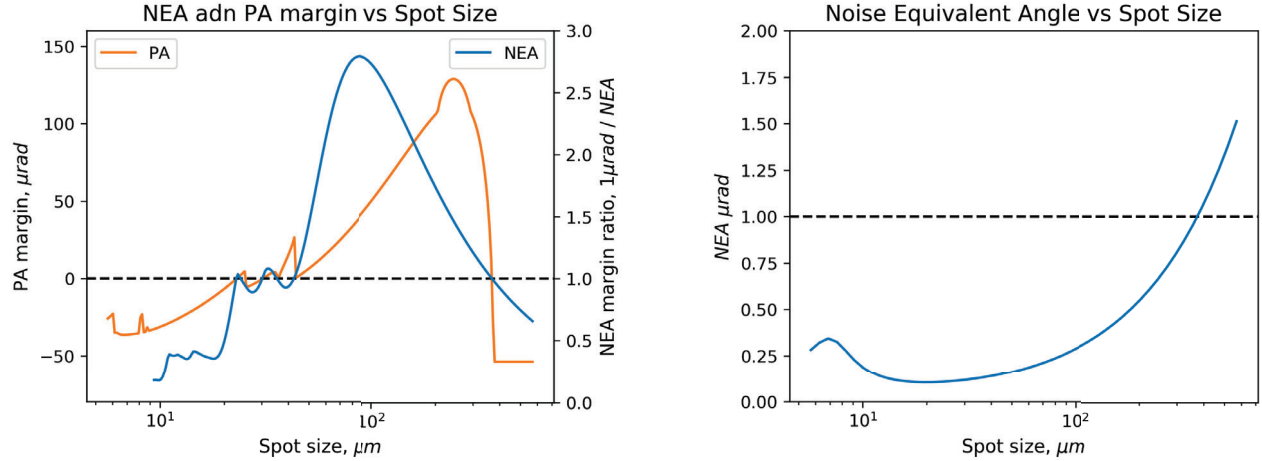 NEA adn PA margin vs Spot Size
PA
NEA
150
100
50
0
−50
PA margin, μrad
3.0
2.5
2.0
1.5
1.0
0.5
0.0
NEA margin ratio, 1μrad / NEA
10¹
10²
Spot size, μm
Noise Equivalent Angle vs Spot Size
2.00
1.75
1.50
1.25
1.00
0.75
0.50
0.25
0.00
NEA μrad
10¹
10²
Spot size, μm